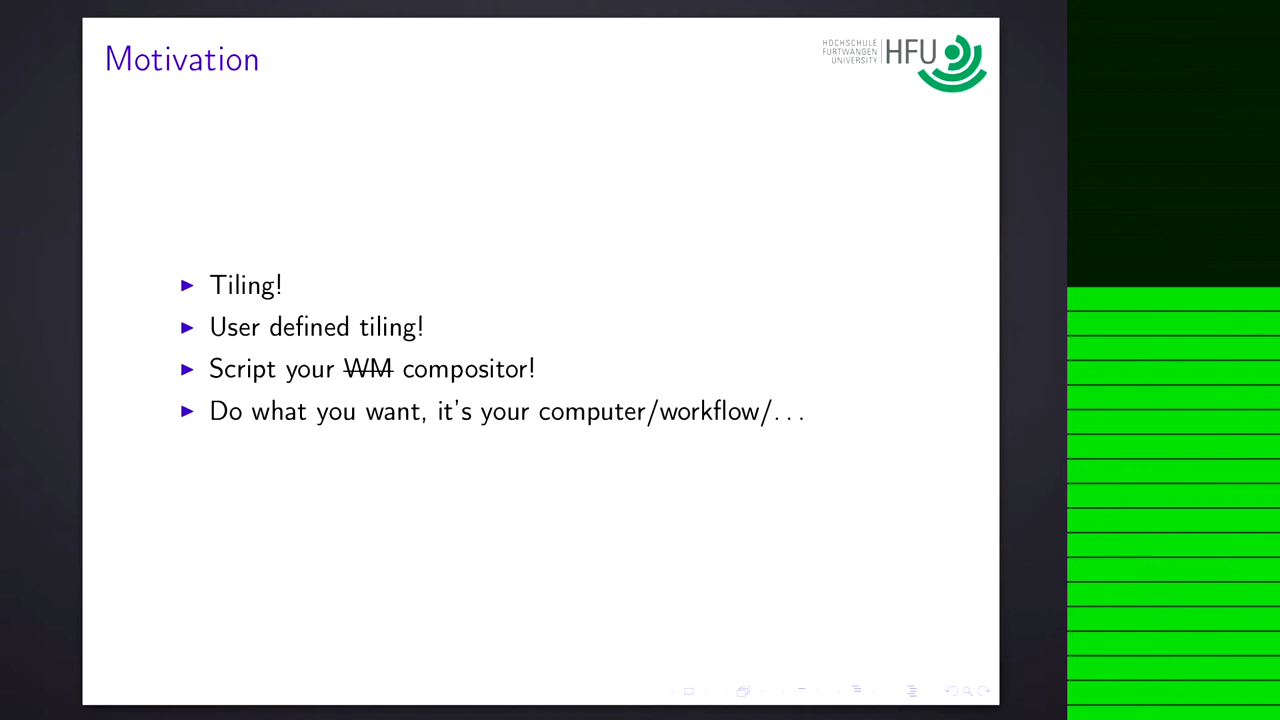 Motivation
HOCHSCHULE
FURTWANGEN
UNIVERSITY
HFU
Tiling!
User defined tiling!
Script your WM compositor!
Do what you want, it's your computer/workflow/...